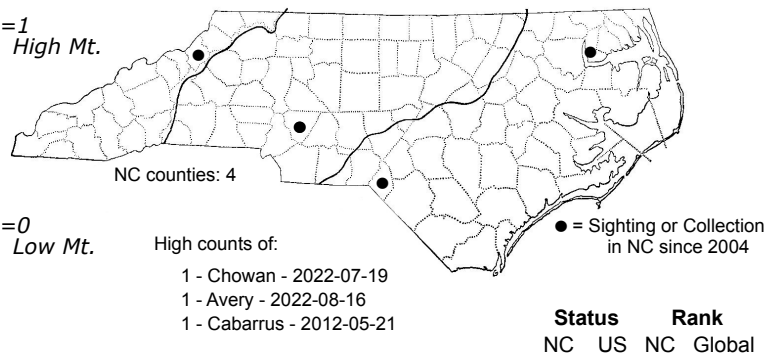 =1
High Mt.
NC counties: 4
=0
Low Mt.
High counts of:
1 - Chowan - 2022-07-19
1 - Avery - 2022-08-16
1 - Cabarrus - 2012-05-21
● = Sighting or Collection
in NC since 2004
Status Rank
NC US NC Global